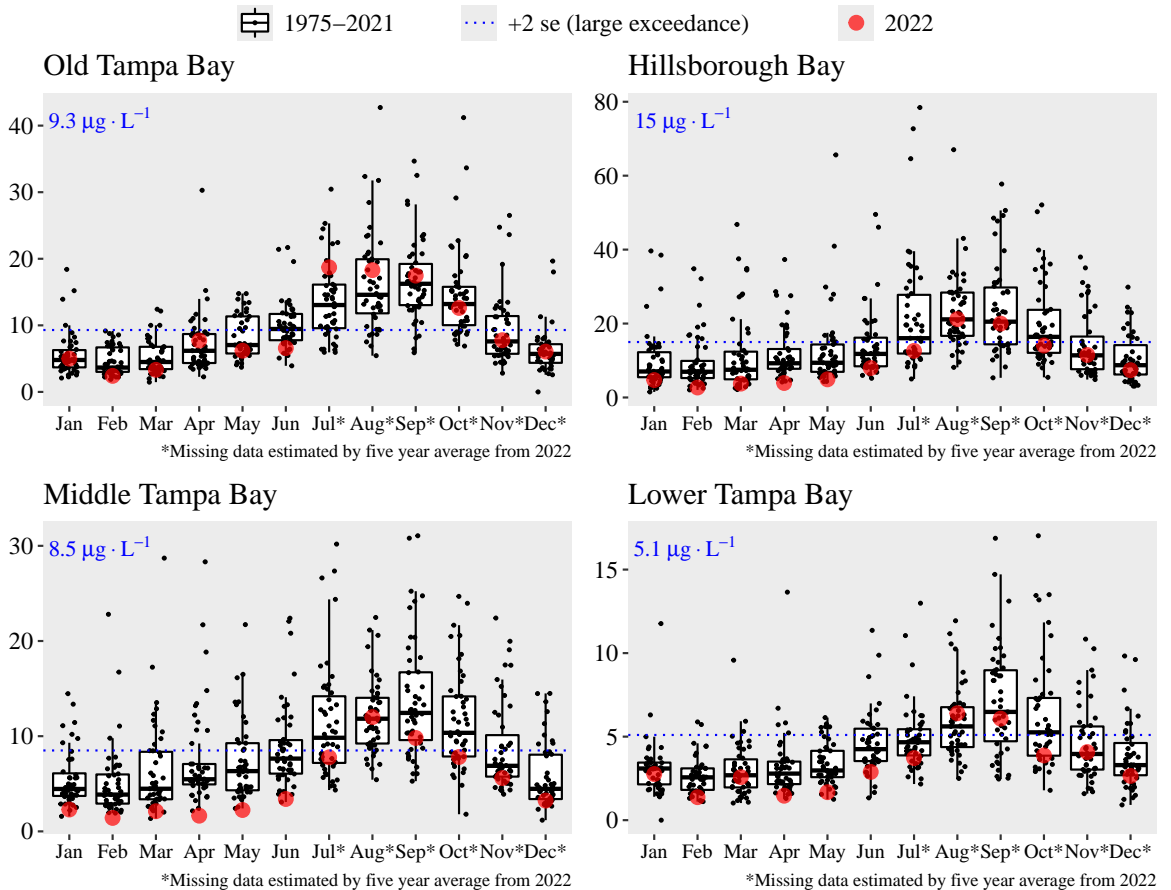 1975–2021 +2 se (large exceedance) 2022
Old Tampa Bay
9.3 μg · L⁻¹
40
30
20
10
0
Jan Feb Mar Apr May Jun Jul* Aug* Sep* Oct* Nov* Dec*
*Missing data estimated by five year average from 2022
Hillsborough Bay
15 μg · L⁻¹
80
60
40
20
0
Jan Feb Mar Apr May Jun Jul* Aug* Sep* Oct* Nov* Dec*
*Missing data estimated by five year average from 2022
Middle Tampa Bay
8.5 μg · L⁻¹
30
20
10
0
Jan Feb Mar Apr May Jun Jul* Aug* Sep* Oct* Nov* Dec*
*Missing data estimated by five year average from 2022
Lower Tampa Bay
5.1 μg · L⁻¹
15
10
5
0
Jan Feb Mar Apr May Jun Jul* Aug* Sep* Oct* Nov* Dec*
*Missing data estimated by five year average from 2022